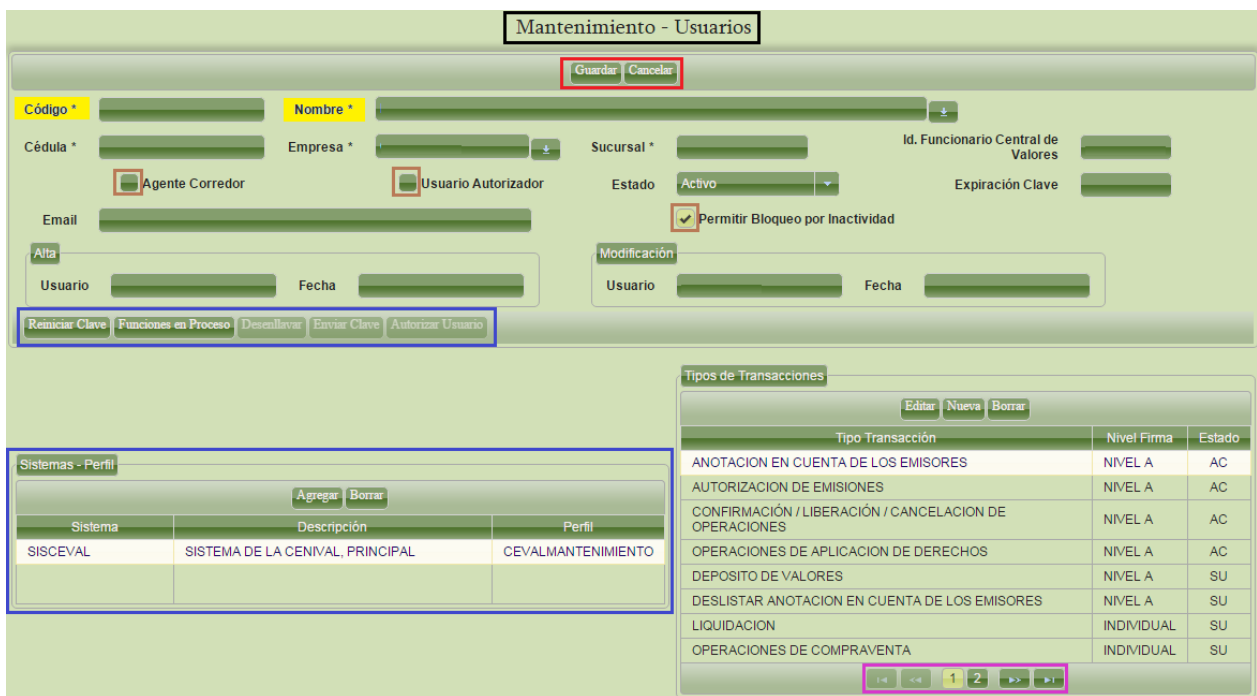 Mantenimiento - Usuarios
Guardar Cancelar
Código * Nombre *
Cédula * Empresa * Sucursal * Id. Funcionario Central de
Valores
Agente Corredor Usuario Autorizador Estado Activo Expiración Clave
Email Permitir Bloqueo por Inactividad
Alta Modificación
Usuario Fecha Usuario Fecha
Reiniciar Clave Funciones en Proceso Desenllavar Enviar Clave Autorizar Usuario
Tipos de Transacciones
Editar Nueva Borrar
Tipo Transacción Nivel Firma Estado
ANOTACION EN CUENTA DE LOS EMISORES NIVEL A AC
AUTORIZACION DE EMISIONES NIVEL A AC
CONFIRMACIÓN / LIBERACIÓN / CANCELACION DE
OPERACIONES NIVEL A AC
OPERACIONES DE APLICACION DE DERECHOS NIVEL A AC
DEPOSITO DE VALORES NIVEL A SU
DESLISTAR ANOTACION EN CUENTA DE LOS EMISORES NIVEL A SU
LIQUIDACION INDIVIDUAL SU
OPERACIONES DE COMPRAVENTA INDIVIDUAL SU
1 2
Sistemas - Perfil
Agregar Borrar
Sistema Descripción Perfil
SISCEVAL SISTEMA DE LA CENIVAL, PRINCIPAL CEVALMANTENIMIENTO